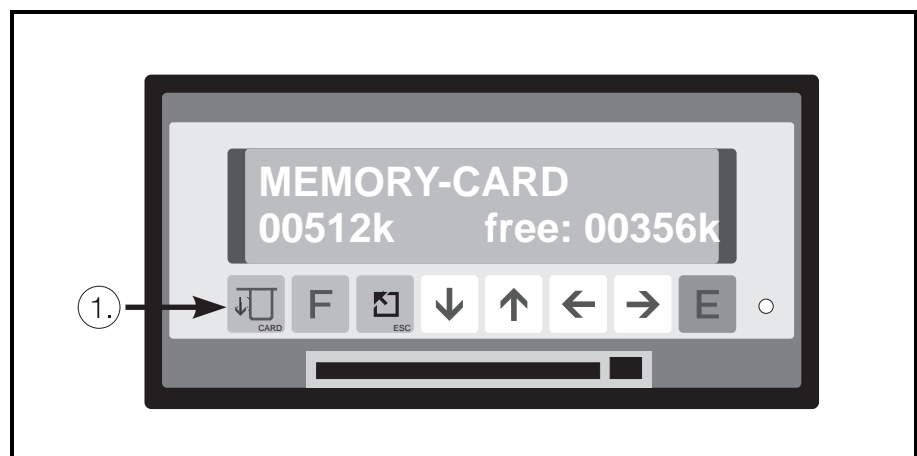 MEMORY-CARD
00512k free: 00356k
1.
F
E
CARD
ESC